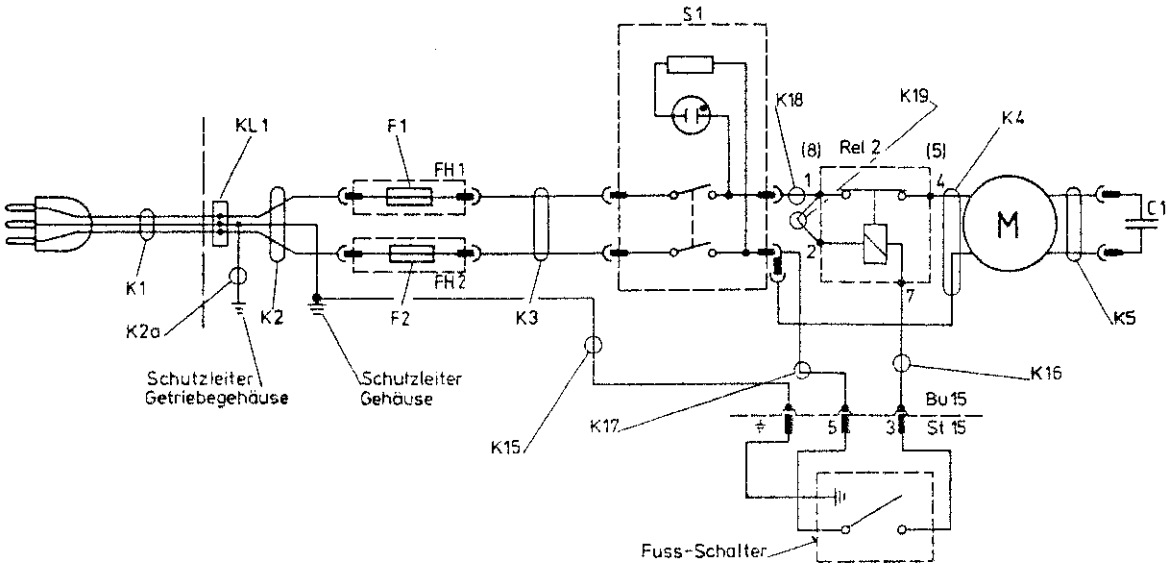 S1
K18
K19
K4
KL1
F1
FH1
(8)
Rel 2
(5)
1
4
M
C1
2
7
K1
K2
FH2
F2
K3
K5
K2a
Schutzleiter
Getriebegehäuse
Schutzleiter
Gehäuse
K16
K17
K15
Bu 15
5
3
St 15
Fuss-Schalter